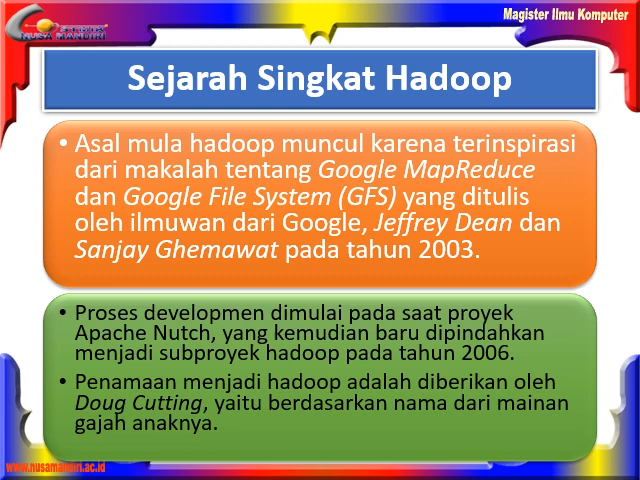 NUSA MANDIRI
Magister Ilmu Komputer
Sejarah Singkat Hadoop
• Asal mula hadoop muncul karena terinspirasi
dari makalah tentang Google MapReduce
dan Google File System (GFS) yang ditulis
oleh ilmuwan dari Google, Jeffrey Dean dan
Sanjay Ghemawat pada tahun 2003.
• Proses developmen dimulai pada saat proyek
Apache Nutch, yang kemudian baru dipindahkan
menjadi subproyek hadoop pada tahun 2006.
• Penamaan menjadi hadoop adalah diberikan oleh
Doug Cutting, yaitu berdasarkan nama dari mainan
gajah anaknya.
www.nusamandiri.ac.id